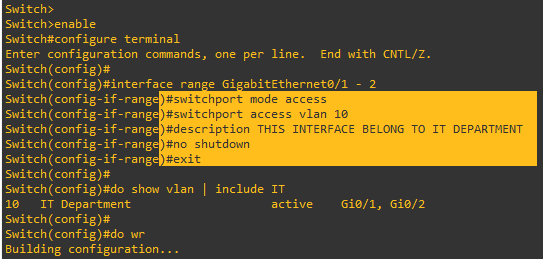 Switch>
Switch>enable
Switch#configure terminal
Enter configuration commands, one per line.  End with CNTL/Z.
Switch(config)#
Switch(config)#interface range GigabitEthernet0/1 - 2
Switch(config-if-range)#switchport mode access
Switch(config-if-range)#switchport access vlan 10
Switch(config-if-range)#description THIS INTERFACE BELONG TO IT DEPARTMENT
Switch(config-if-range)#no shutdown
Switch(config-if-range)#exit
Switch(config)#
Switch(config)#do show vlan | include IT
10   IT Department                    active    Gi0/1, Gi0/2
Switch(config)#
Switch(config)#do wr
Building configuration...